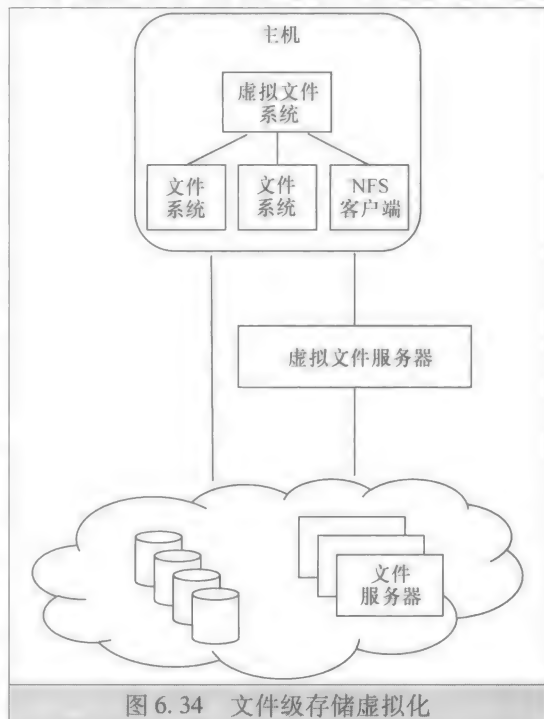 主机
虚拟文件
系统
文件
系统
文件
系统
NFS
客户端
虚拟文件服务器
文件
服务器
图 6.34 文件级存储虚拟化